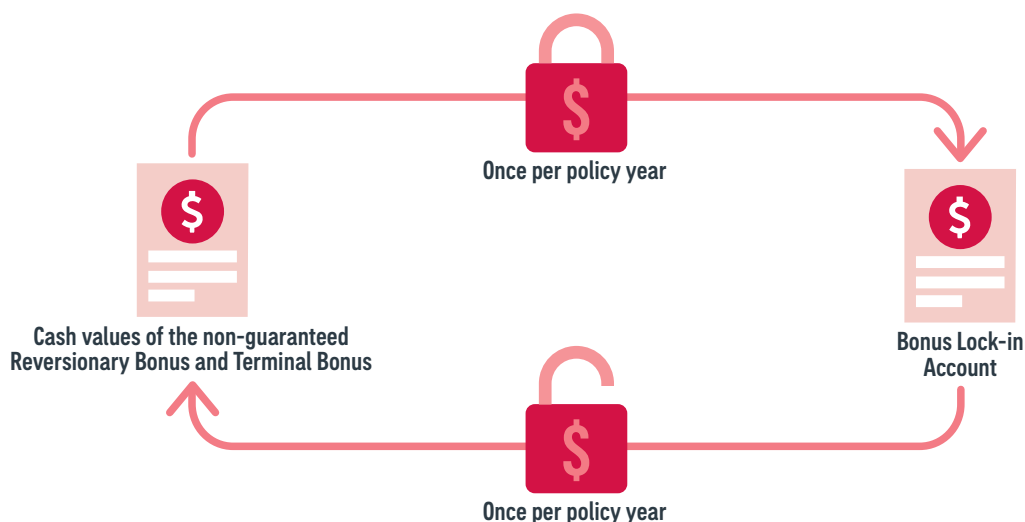 $
Once per policy year
$
$
Cash values of the non-guaranteed
Reversionary Bonus and Terminal Bonus
Bonus Lock-in
Account
$
Once per policy year